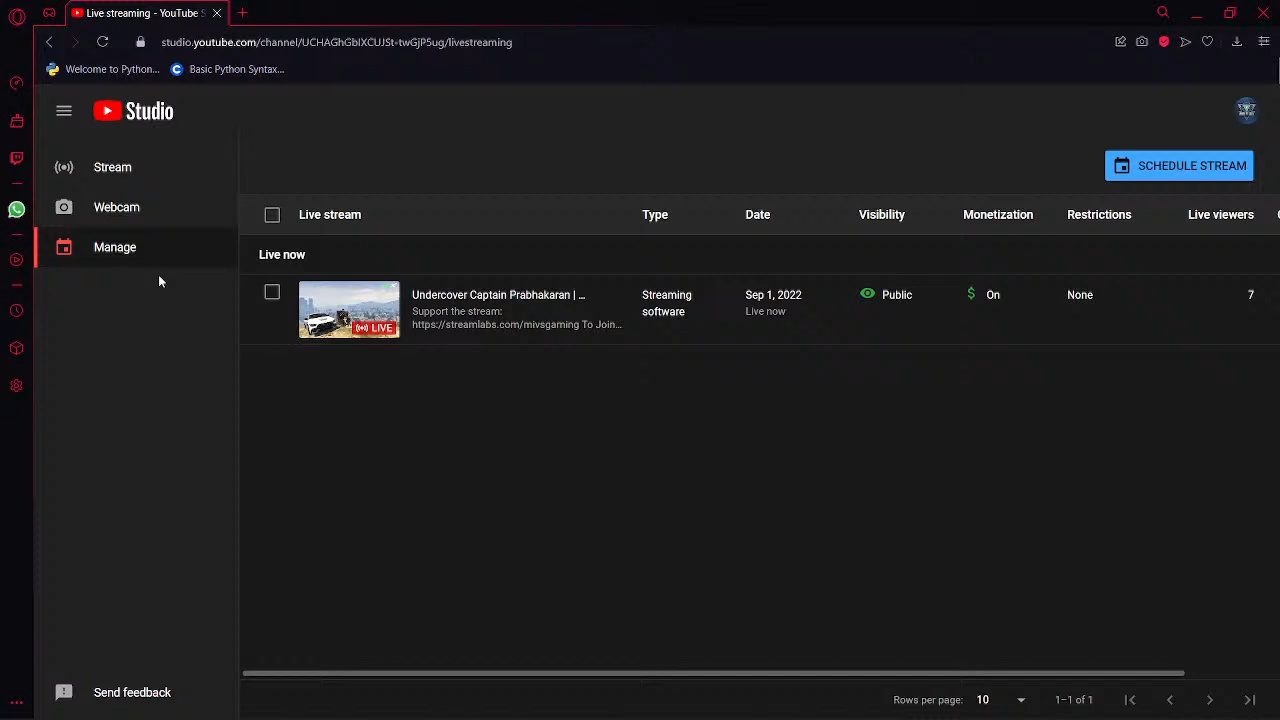 Live streaming - YouTube S
studio.youtube.com/channel/UCHAGhGbIXCUJSt-twGjP5ug/livestreaming
Welcome to Python...
Basic Python Syntax...
Studio
Stream
SCHEDULE STREAM
Webcam
Manage
Live stream
Type
Date
Visibility
Monetization
Restrictions
Live viewers
Live now
Undercover Captain Prabhakaran | ...
Support the stream:
https://streamlabs.com/mivsgaming To Join...
LIVE
Streaming
software
Sep 1, 2022
Live now
Public
On
None
7
Send feedback
Rows per page:
10
1–1 of 1